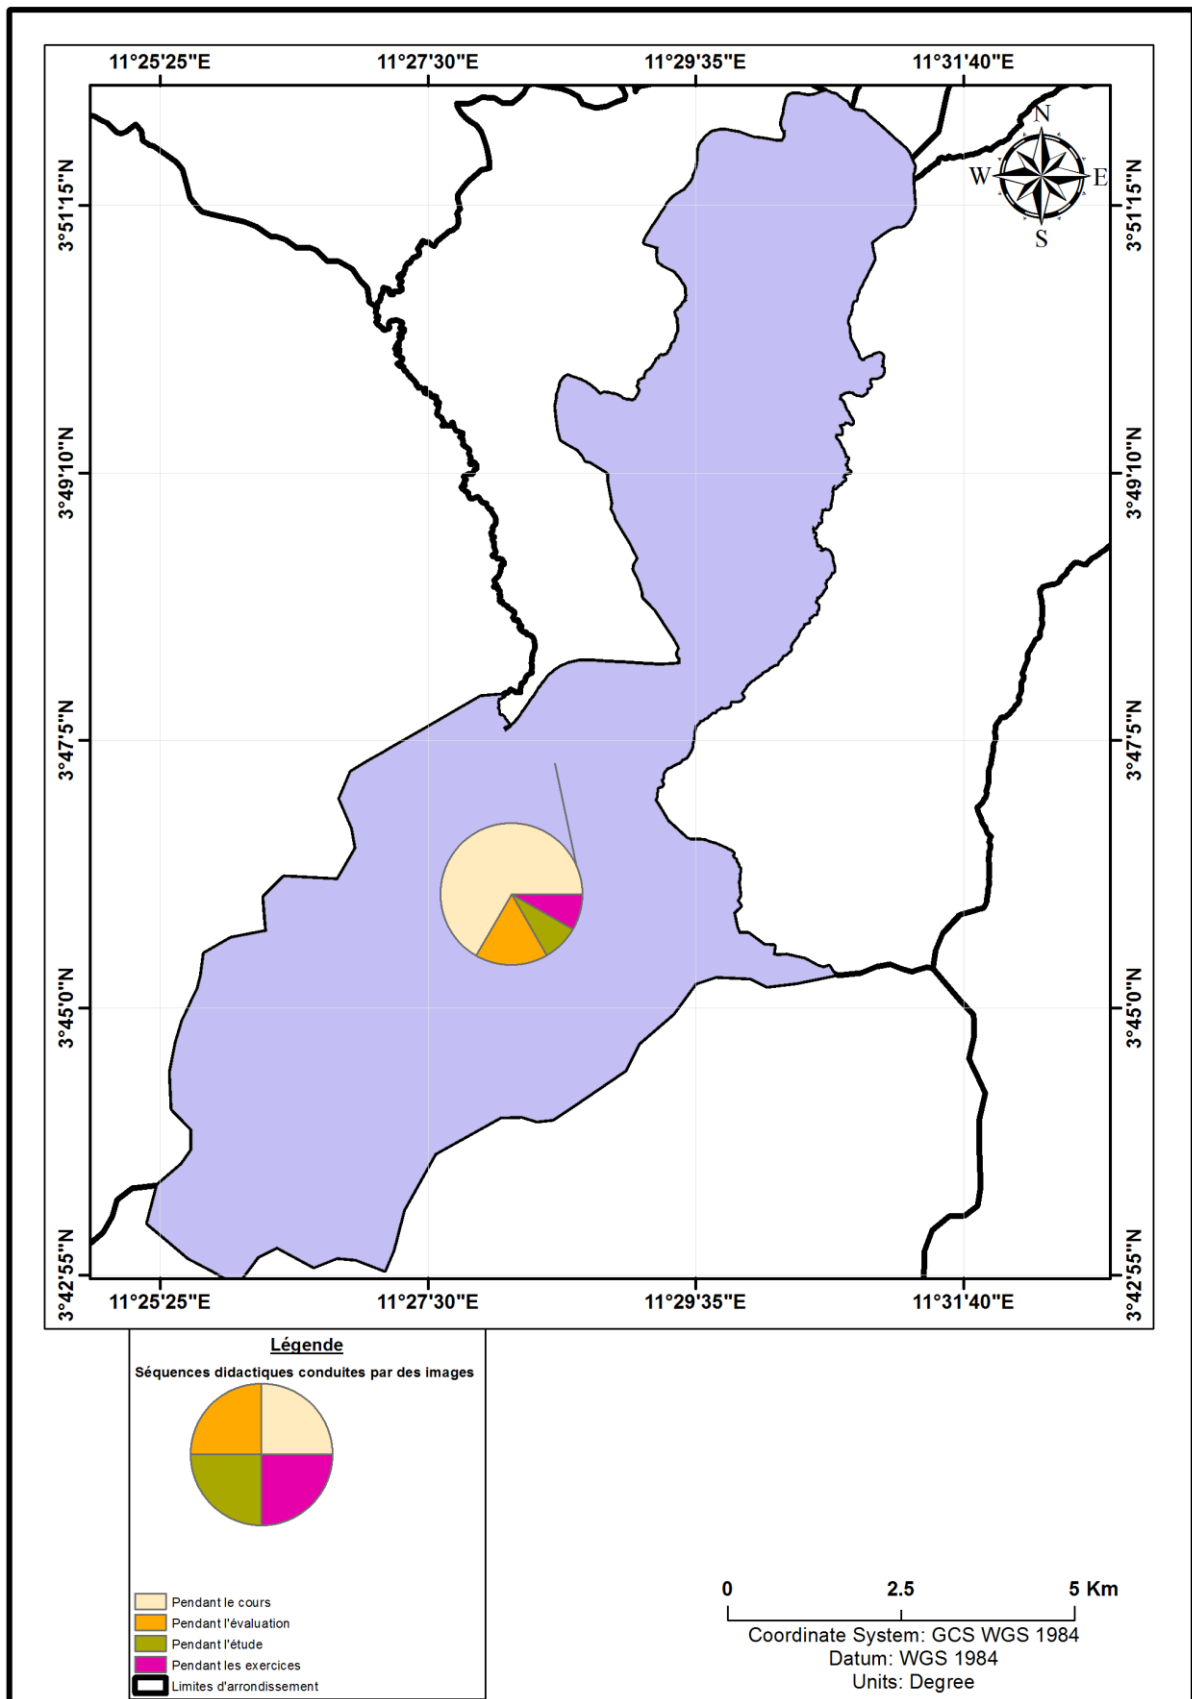 11°25'25"E 11°27'30"E 11°29'35"E 11°31'40"E
N
W E
S
3°51'15"N 3°51'15"N
3°49'10"N 3°49'10"N
3°47'5"N 3°47'5"N
3°45'0"N 3°45'0"N
3°42'55"N 3°42'55"N
11°25'25"E 11°27'30"E 11°29'35"E 11°31'40"E
Légende
Séquences didactiques conduites par des images
Pendant le cours
Pendant l'évaluation
Pendant l'étude
Pendant les exercices
Limites d'arrondissement
0 2.5 5 Km
Coordinate System: GCS WGS 1984
Datum: WGS 1984
Units: Degree